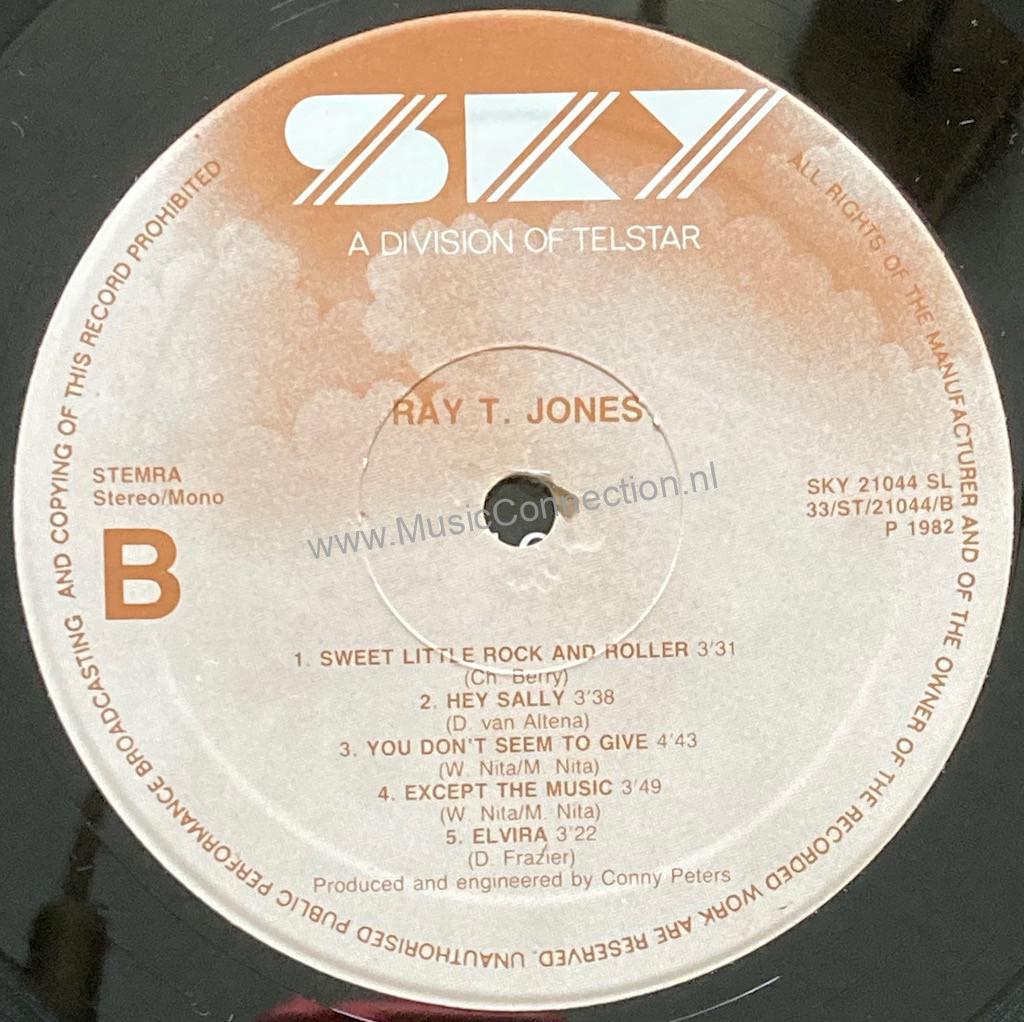 SKY
A DIVISION OF TELSTAR
RAY T. JONES
STEMRA
Stereo/Mono
B
SKY 21044 SL
33/ST/21044/B
P 1982
www.MusicConnection.nl
1. SWEET LITTLE ROCK AND ROLLER 3'31
(Ch. Berry)
2. HEY SALLY 3'38
(D. van Altena)
3. YOU DON'T SEEM TO GIVE 4'43
(W. Nita/M. Nita)
4. EXCEPT THE MUSIC 3'49
(W. Nita/M. Nita)
5. ELVIRA 3'22
(D. Frazier)
Produced and engineered by Conny Peters
ALL RIGHTS OF THE MANUFACTURER AND OF THE OWNER OF THE RECORDED WORK ARE RESERVED. UNAUTHORISED PUBLIC PERFORMANCE BROADCASTING AND COPYING OF THIS RECORD PROHIBITED